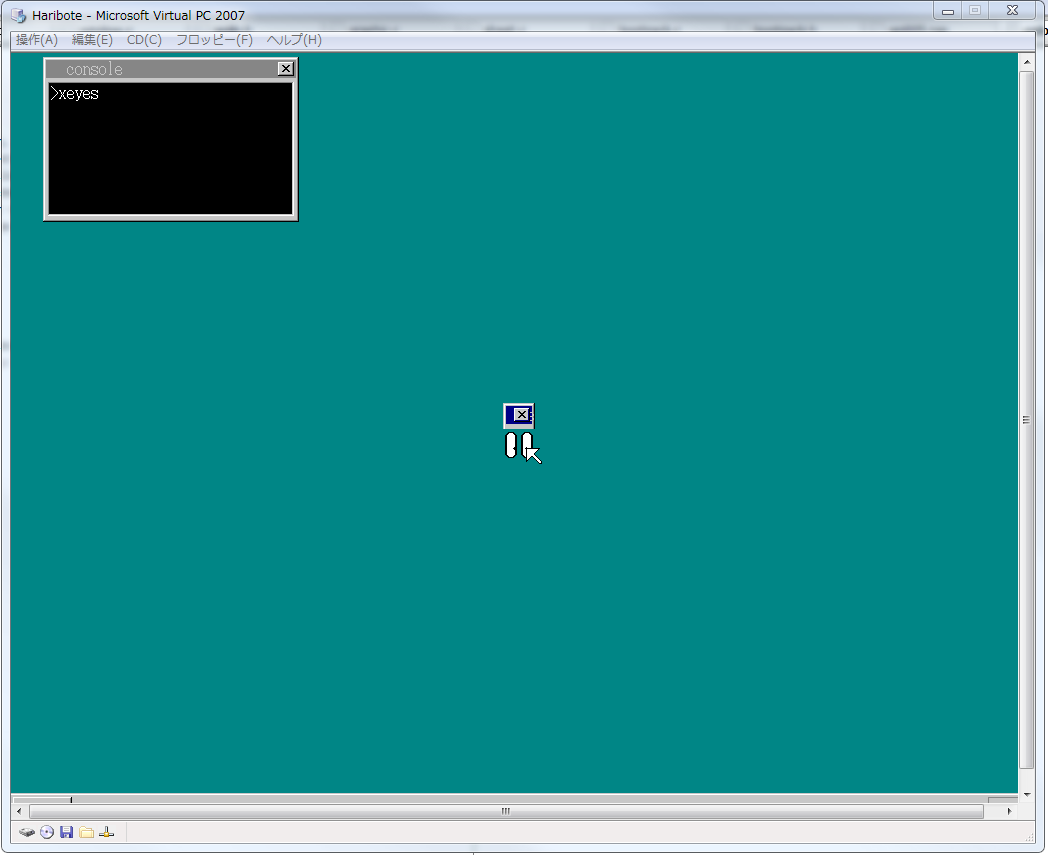 Haribote - Microsoft Virtual PC 2007
操作(A) 編集(E) CD(C) フロッピー(F) ヘルプ(H)
console
>xeyes